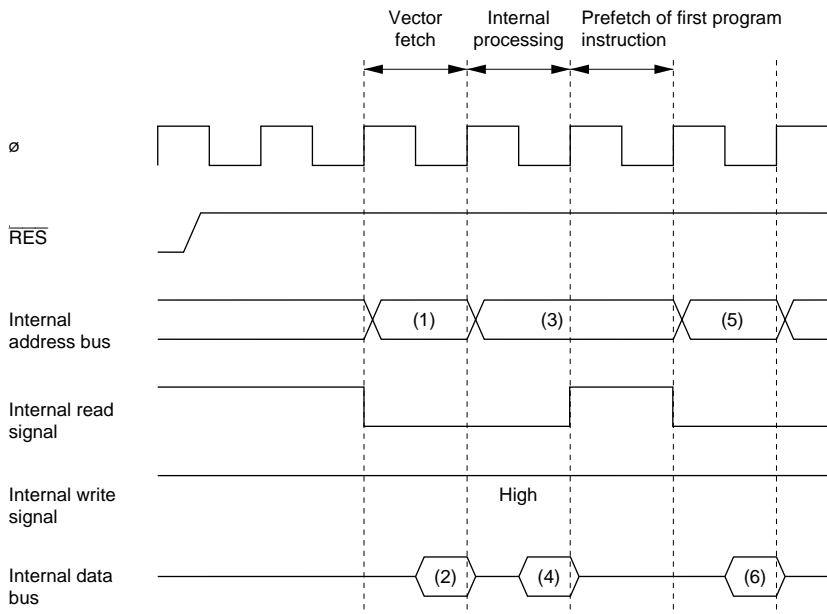 Vector
fetch
Internal
processing
Prefetch of first program
instruction
ø
RES
Internal
address bus
(1)
(3)
(5)
Internal read
signal
Internal write
signal
High
Internal data
bus
(2)
(4)
(6)